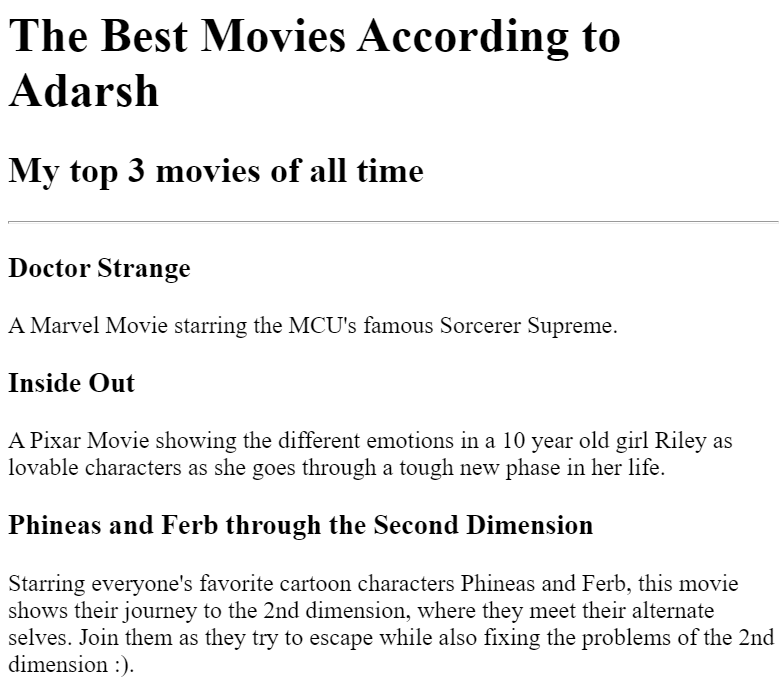 The Best Movies According to
Adarsh
My top 3 movies of all time
Doctor Strange
A Marvel Movie starring the MCU's famous Sorcerer Supreme.
Inside Out
A Pixar Movie showing the different emotions in a 10 year old girl Riley as
lovable characters as she goes through a tough new phase in her life.
Phineas and Ferb through the Second Dimension
Starring everyone's favorite cartoon characters Phineas and Ferb, this movie
shows their journey to the 2nd dimension, where they meet their alternate
selves. Join them as they try to escape while also fixing the problems of the 2nd
dimension :).